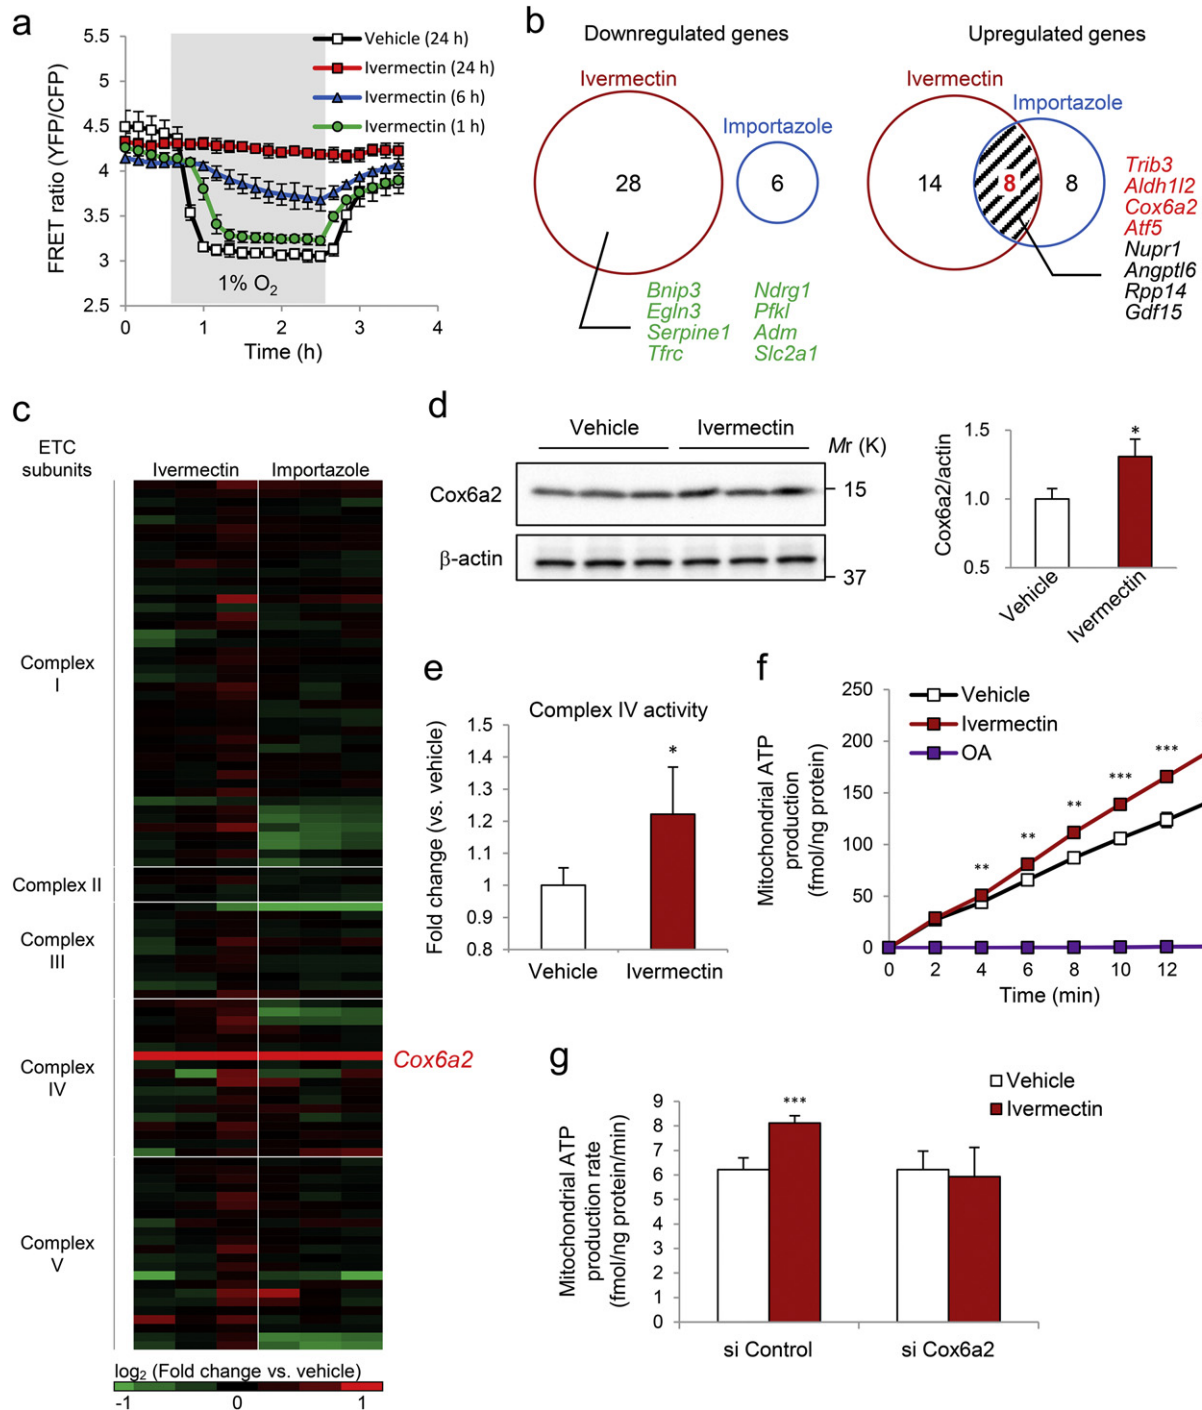 a
5.5
5
4.5
4
3.5
3
2.5
FRET ratio (YFP/CFP)
Vehicle (24 h)
Ivermectin (24 h)
Ivermectin (6 h)
Ivermectin (1 h)
1% O2
0 1 2 3 4
Time (h)
b
Downregulated genes
Upregulated genes
Ivermectin
Importazole
28
6
Bnip3
Egln3
Serpine1
Tfrc
Ndrg1
Pfkl
Adm
Slc2a1
Ivermectin
Importazole
14
8
8
Trib3
Aldh1l2
Cox6a2
Atf5
Nupr1
Angptl6
Rpp14
Gdf15
c
ETC
subunits
Ivermectin Importazole
Complex
I
Complex II
Complex
III
Complex
IV
Complex
V
Cox6a2
log2 (Fold change vs. vehicle)
-1 0 1
d
Vehicle Ivermectin
Mr (K)
Cox6a2
15
β-actin
37
Cox6a2/actin
1.5
1.0
0.5
*
Vehicle
Ivermectin
e
Complex IV activity
Fold change (vs. vehicle)
1.5
1.4
1.3
1.2
1.1
1
0.9
0.8
*
Vehicle Ivermectin
f
Mitochondrial ATP
production
(fmol/ng protein)
250
200
150
100
50
0
Vehicle
Ivermectin
OA
** ** ** *** ***
0 2 4 6 8 10 12
Time (min)
g
Mitochondrial ATP
production rate
(fmol/ng protein/min)
9
8
7
6
5
4
3
2
1
0
Vehicle
Ivermectin
***
si Control si Cox6a2